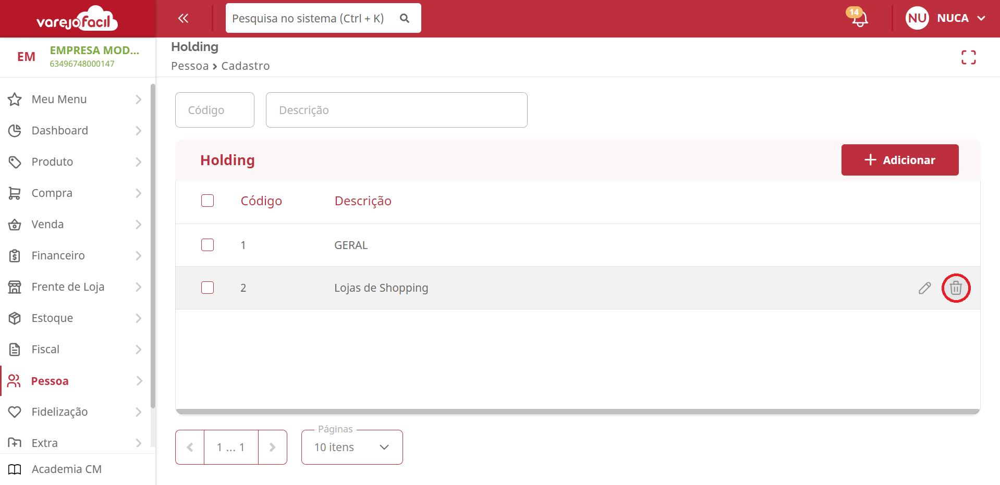 varejofacil
Pesquisa no sistema (Ctrl + K)
14
NU
NUCA
EM
EMPRESA MOD...
63496748000147
Holding
Pessoa > Cadastro
Meu Menu
Dashboard
Produto
Compra
Venda
Financeiro
Frente de Loja
Estoque
Fiscal
Pessoa
Fidelização
Extra
Academia CM
Código
Descrição
Holding
+ Adicionar
Código Descrição
1 GERAL
2 Lojas de Shopping
1 ... 1
Páginas
10 itens